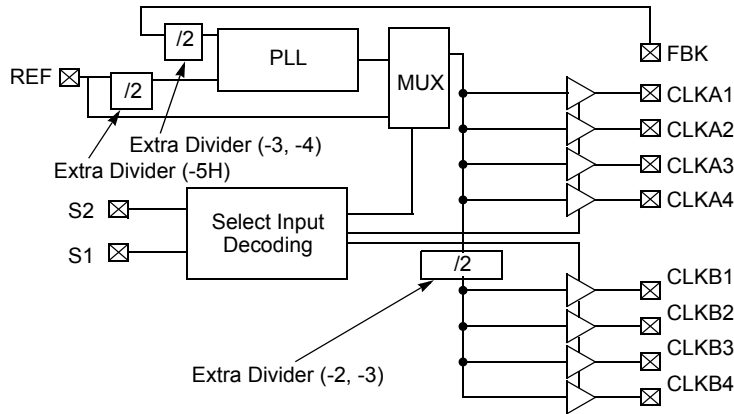 /2
PLL
MUX
FBK
REF
/2
CLKA1
CLKA2
CLKA3
CLKA4
Extra Divider (-3, -4)
Extra Divider (-5H)
S2
S1
Select Input
Decoding
/2
CLKB1
CLKB2
CLKB3
CLKB4
Extra Divider (-2, -3)